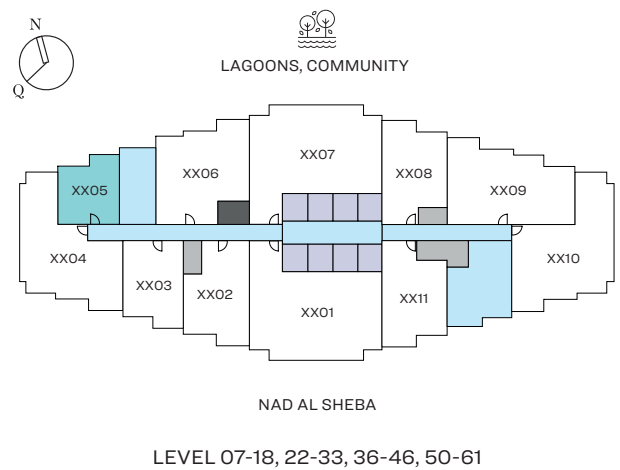 N
Q
LAGOONS, COMMUNITY
XX07
XX06
XX08
XX05
XX09
XX04
XX10
XX03
XX02
XX11
XX01
NAD AL SHEBA
LEVEL 07-18, 22-33, 36-46, 50-61